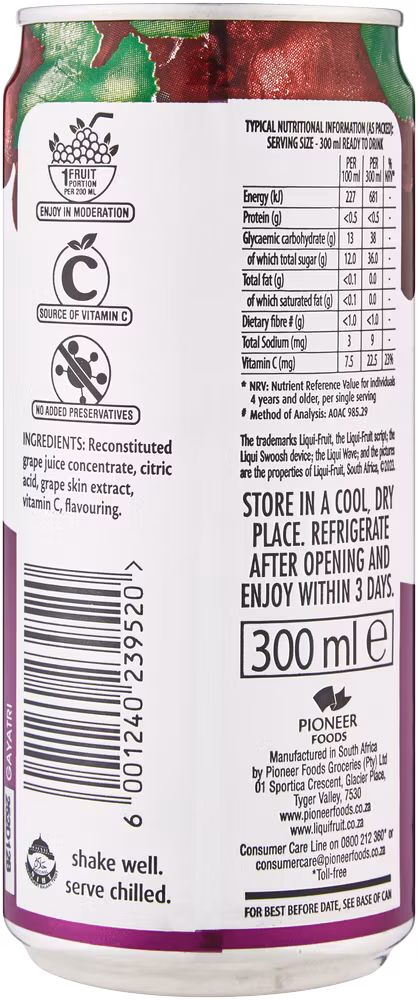 1 FRUIT
PORTION
PER 200 ML
ENJOY IN MODERATION
C
SOURCE OF VITAMIN C
NO ADDED PRESERVATIVES
INGREDIENTS: Reconstituted
grape juice concentrate, citric
acid, grape skin extract,
vitamin C, flavouring.
6 001240 239520 >
GAYATRI
shake well.
serve chilled.
TYPICAL NUTRITIONAL INFORMATION (AS PACKED):
SERVING SIZE - 300 ml READY TO DRINK
PER 100 ml PER 300 ml % NRV*
Energy (kJ) 227 681 -
Protein (g) <0.5 <0.5 -
Glycaemic carbohydrate (g) 13 38 -
of which total sugar (g) 12.0 36.0 -
Total fat (g) <0.1 0.0 -
of which saturated fat (g) <0.1 0.0 -
Dietary fibre # (g) <1.0 <1.0 -
Total Sodium (mg) 3 9 -
Vitamin C (mg) 7.5 22.5 23%
* NRV: Nutrient Reference Value for individuals
4 years and older, per single serving
# Method of Analysis: AOAC 985.29
The trademarks Liqui-Fruit, the Liqui-Fruit script; the
Liqui Swoosh device; the Liqui Wave; and the pictures
are the properties of Liqui-Fruit, South Africa, ©2023.
STORE IN A COOL, DRY
PLACE. REFRIGERATE
AFTER OPENING AND
ENJOY WITHIN 3 DAYS.
300 ml e
PIONEER
FOODS
Manufactured in South Africa
by Pioneer Foods Groceries (Pty) Ltd
01 Sportica Crescent, Glacier Place,
Tyger Valley, 7530
www.pioneerfoods.co.za
www.liquifruit.co.za
Consumer Care Line on 0800 212 360* or
consumercare@pioneerfoods.co.za
*Toll-free
FOR BEST BEFORE DATE, SEE BASE OF CAN